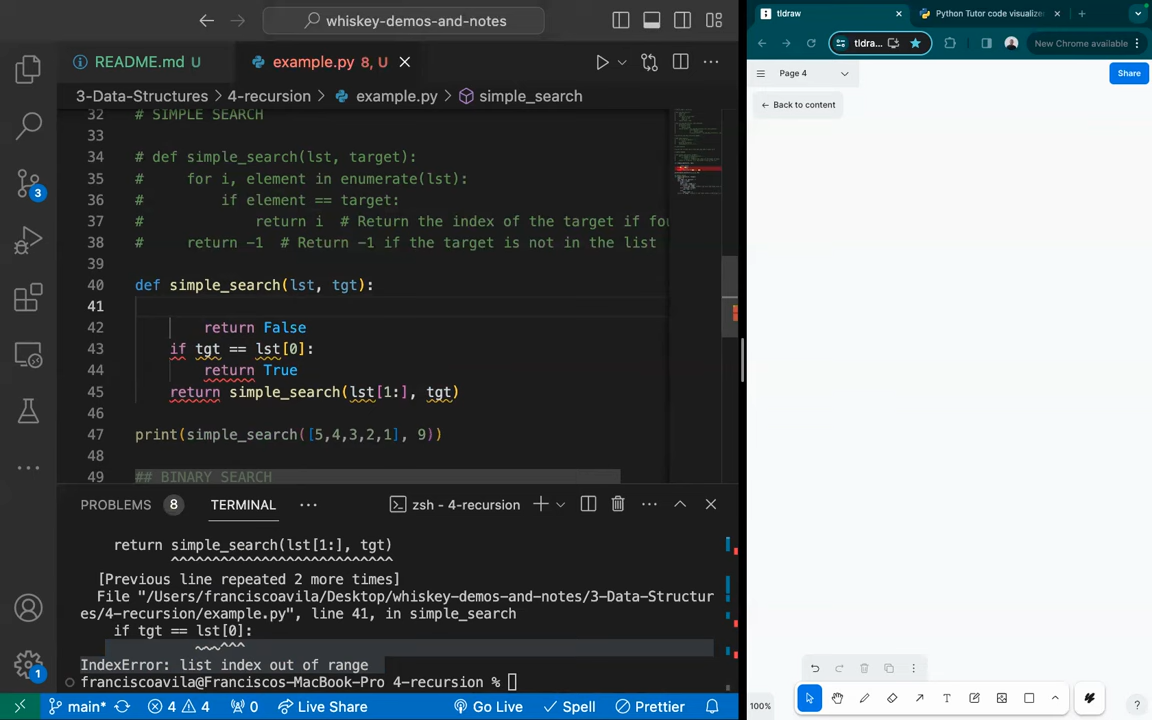 whiskey-demos-and-notes
tldraw
Python Tutor code visualize
tldraw...
New Chrome available
README.md U
example.py 8, U
3-Data-Structures > 4-recursion > example.py > simple_search
Page 4
Share
Back to content
32 # SIMPLE SEARCH
33
34 # def simple_search(lst, target):
35 #     for i, element in enumerate(lst):
36 #         if element == target:
37 #             return i  # Return the index of the target if fou
38 #     return -1  # Return -1 if the target is not in the list
39
40 def simple_search(lst, tgt):
41
42         return False
43     if tgt == lst[0]:
44         return True
45     return simple_search(lst[1:], tgt)
46
47 print(simple_search([5,4,3,2,1], 9))
48
49 ## BINARY SEARCH
3
PROBLEMS 8 TERMINAL ... zsh - 4-recursion
return simple_search(lst[1:], tgt)
^^^^^^^^^^^^^^^^^^^^^^^^^^
[Previous line repeated 2 more times]
File "/Users/franciscoavila/Desktop/whiskey-demos-and-notes/3-Data-Structur
es/4-recursion/example.py", line 41, in simple_search
if tgt == lst[0]:
~~~^^^
IndexError: list index out of range
franciscoavila@Franciscos-MacBook-Pro 4-recursion %
1
main* 4 4 0 Live Share Go Live Spell Prettier
100%
T
?